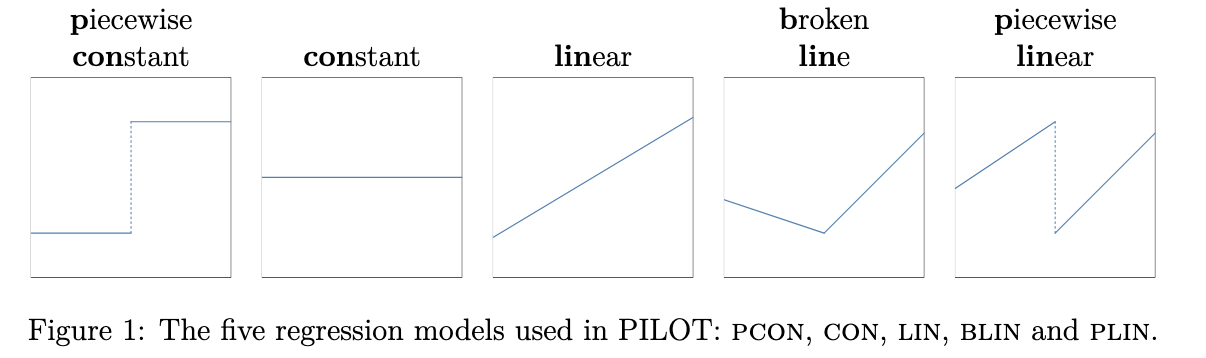 piecewise
constant
constant
linear
broken
line
piecewise
linear
Figure 1: The five regression models used in PILOT: PCON, CON, LIN, BLIN and PLIN.